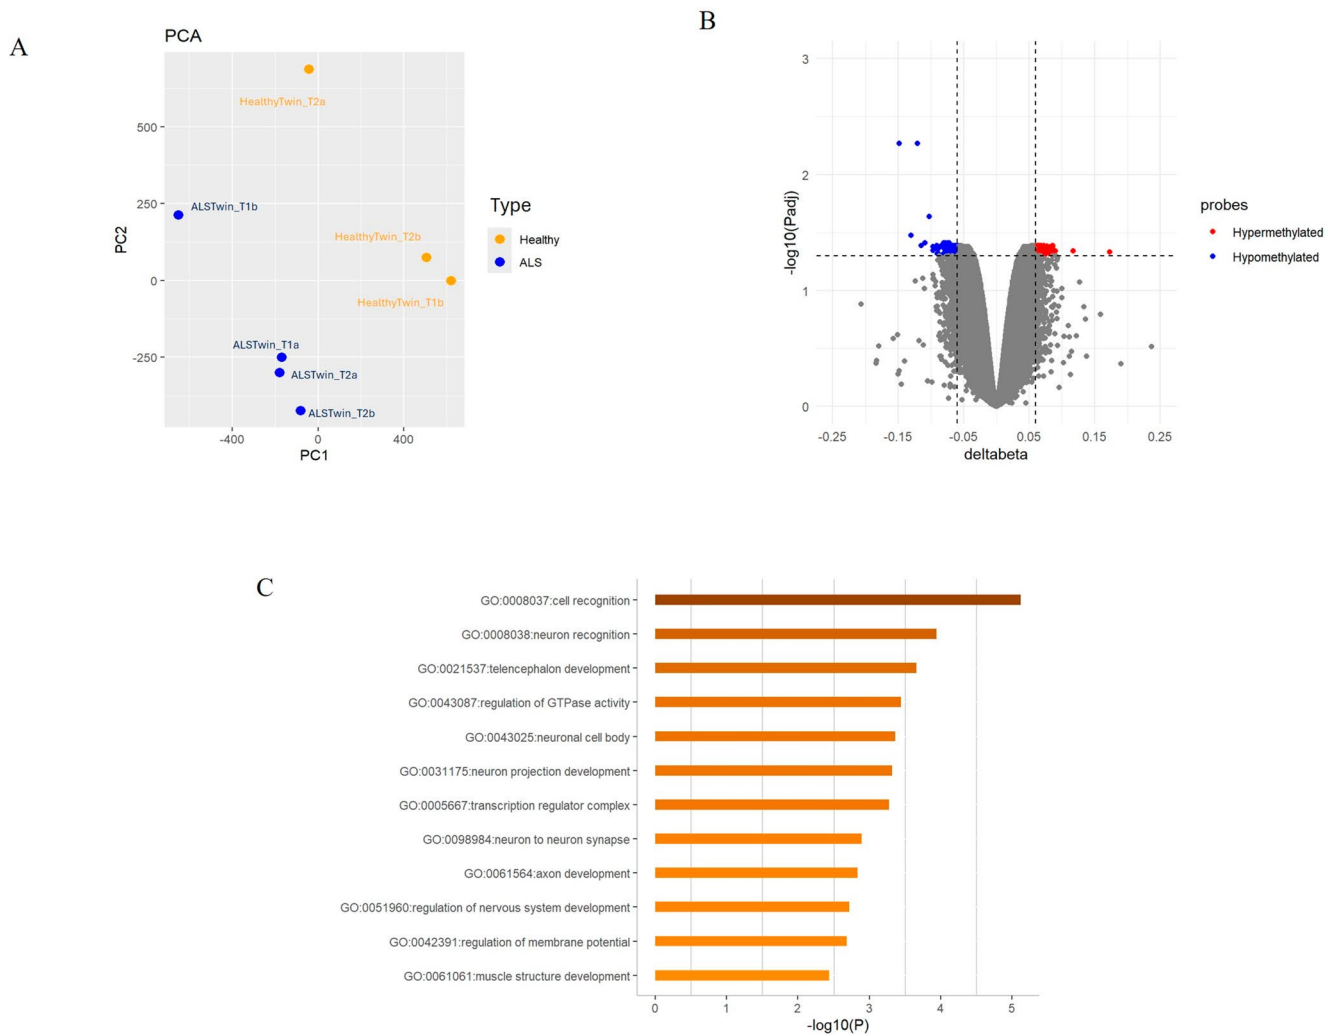 A
PCA
HealthyTwin_T2a
500
ALSTwin_T1b
250
HealthyTwin_T2b
0
HealthyTwin_T1b
ALSTwin_T1a
-250
ALSTwin_T2a
ALSTwin_T2b
-400
0
400
PC1
PC2
Type
Healthy
ALS
B
3
2
1
0
-log10(Padj)
-0.25
-0.15
-0.05
0.05
0.15
0.25
deltabeta
probes
Hypermethylated
Hypomethylated
C
GO:0008037:cell recognition
GO:0008038:neuron recognition
GO:0021537:telencephalon development
GO:0043087:regulation of GTPase activity
GO:0043025:neuronal cell body
GO:0031175:neuron projection development
GO:0005667:transcription regulator complex
GO:0098984:neuron to neuron synapse
GO:0061564:axon development
GO:0051960:regulation of nervous system development
GO:0042391:regulation of membrane potential
GO:0061061:muscle structure development
0
1
2
3
4
5
-log10(P)